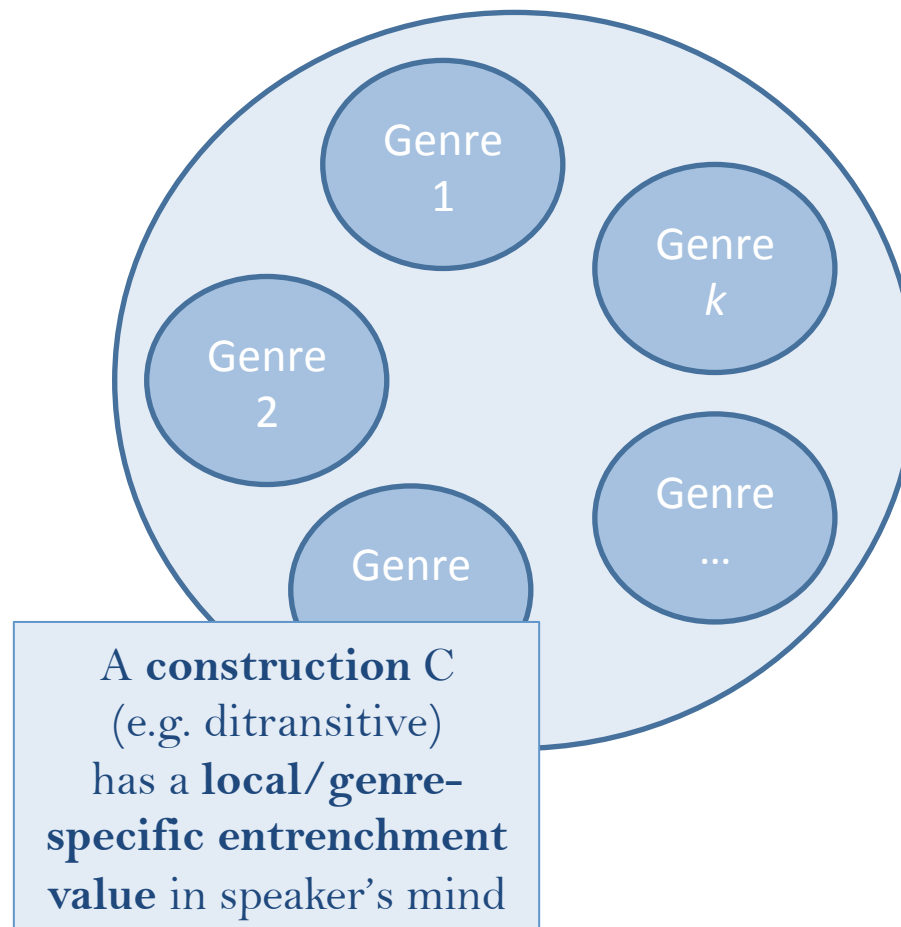 Genre
1
Genre
k
Genre
2
Genre
...
Genre
A construction C
(e.g. ditransitive)
has a local/genre-
specific entrenchment
value in speaker's mind